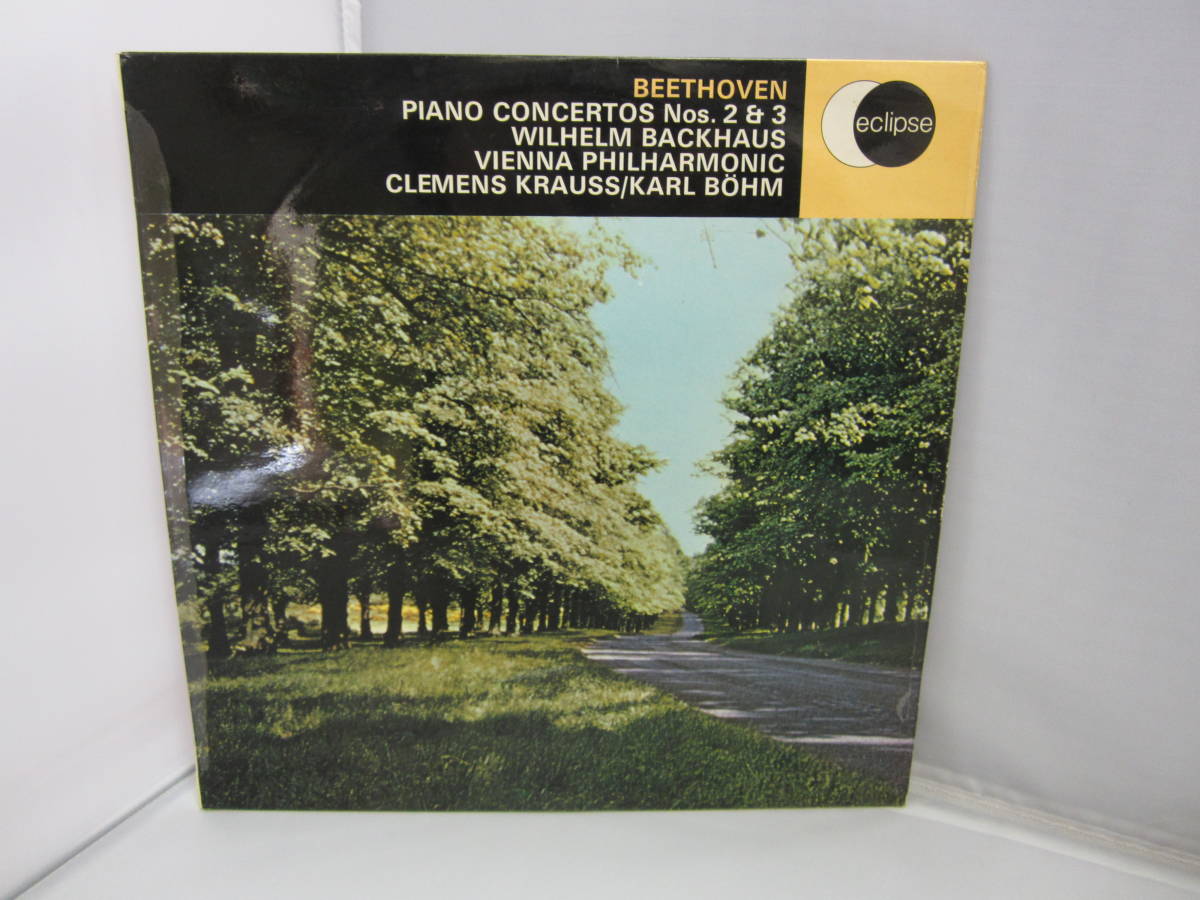 BEETHOVEN
PIANO CONCERTOS Nos. 2 & 3
WILHELM BACKHAUS
VIENNA PHILHARMONIC
CLEMENS KRAUSS/KARL BÖHM
eclipse